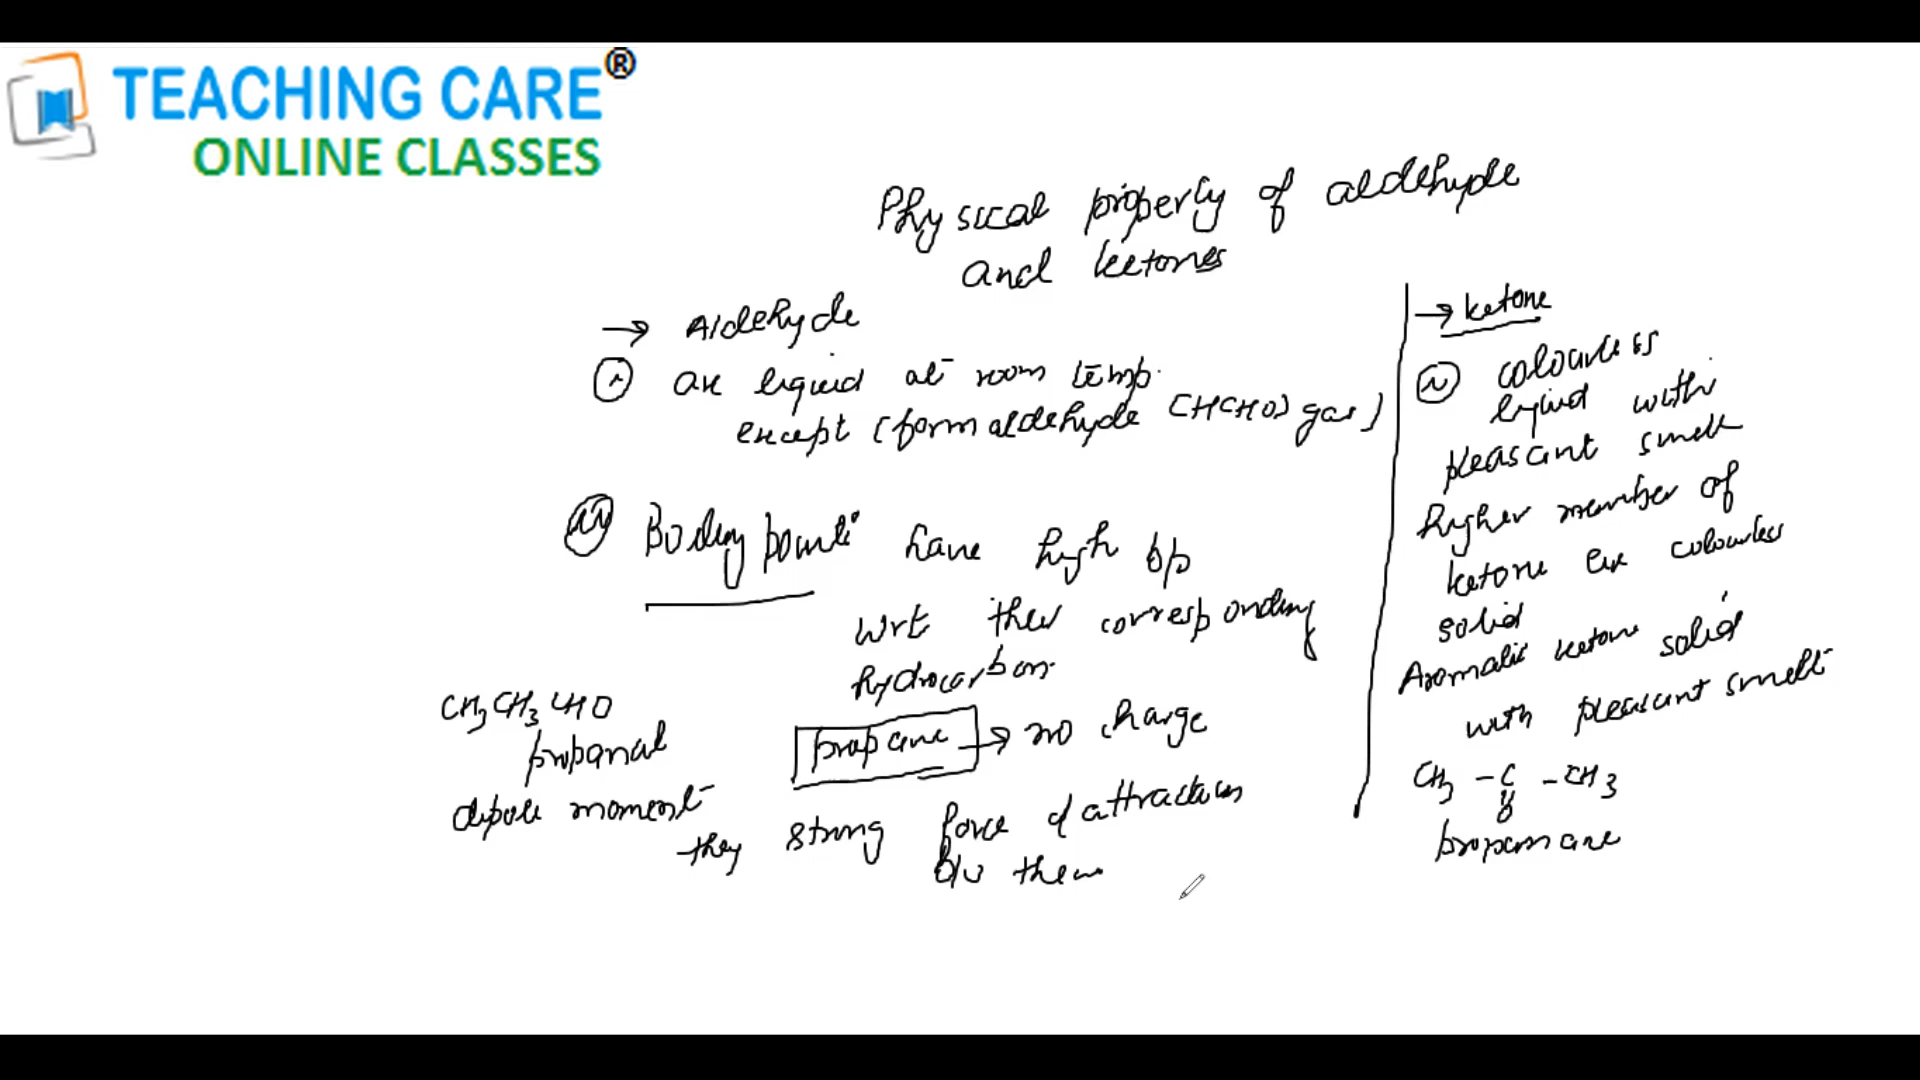 TEACHING CARE®
ONLINE CLASSES
Physical property of aldehyde
and ketones
→ Aldehyde
are liquid at room temp.
except (formaldehyde (HCHO) gas)
Boiling point have high bp
wrt their corresponding
hydrocarbon
CH3CH3CHO
propanal
propane → no charge
dipole moment
they strong force of attraction
b/w them
→ ketone
colourless
liquid with
pleasant smell
higher member of
ketone are colourless
solid
Aromatic ketone solid
with pleasant smell
CH3 - C - CH3
O
propanone